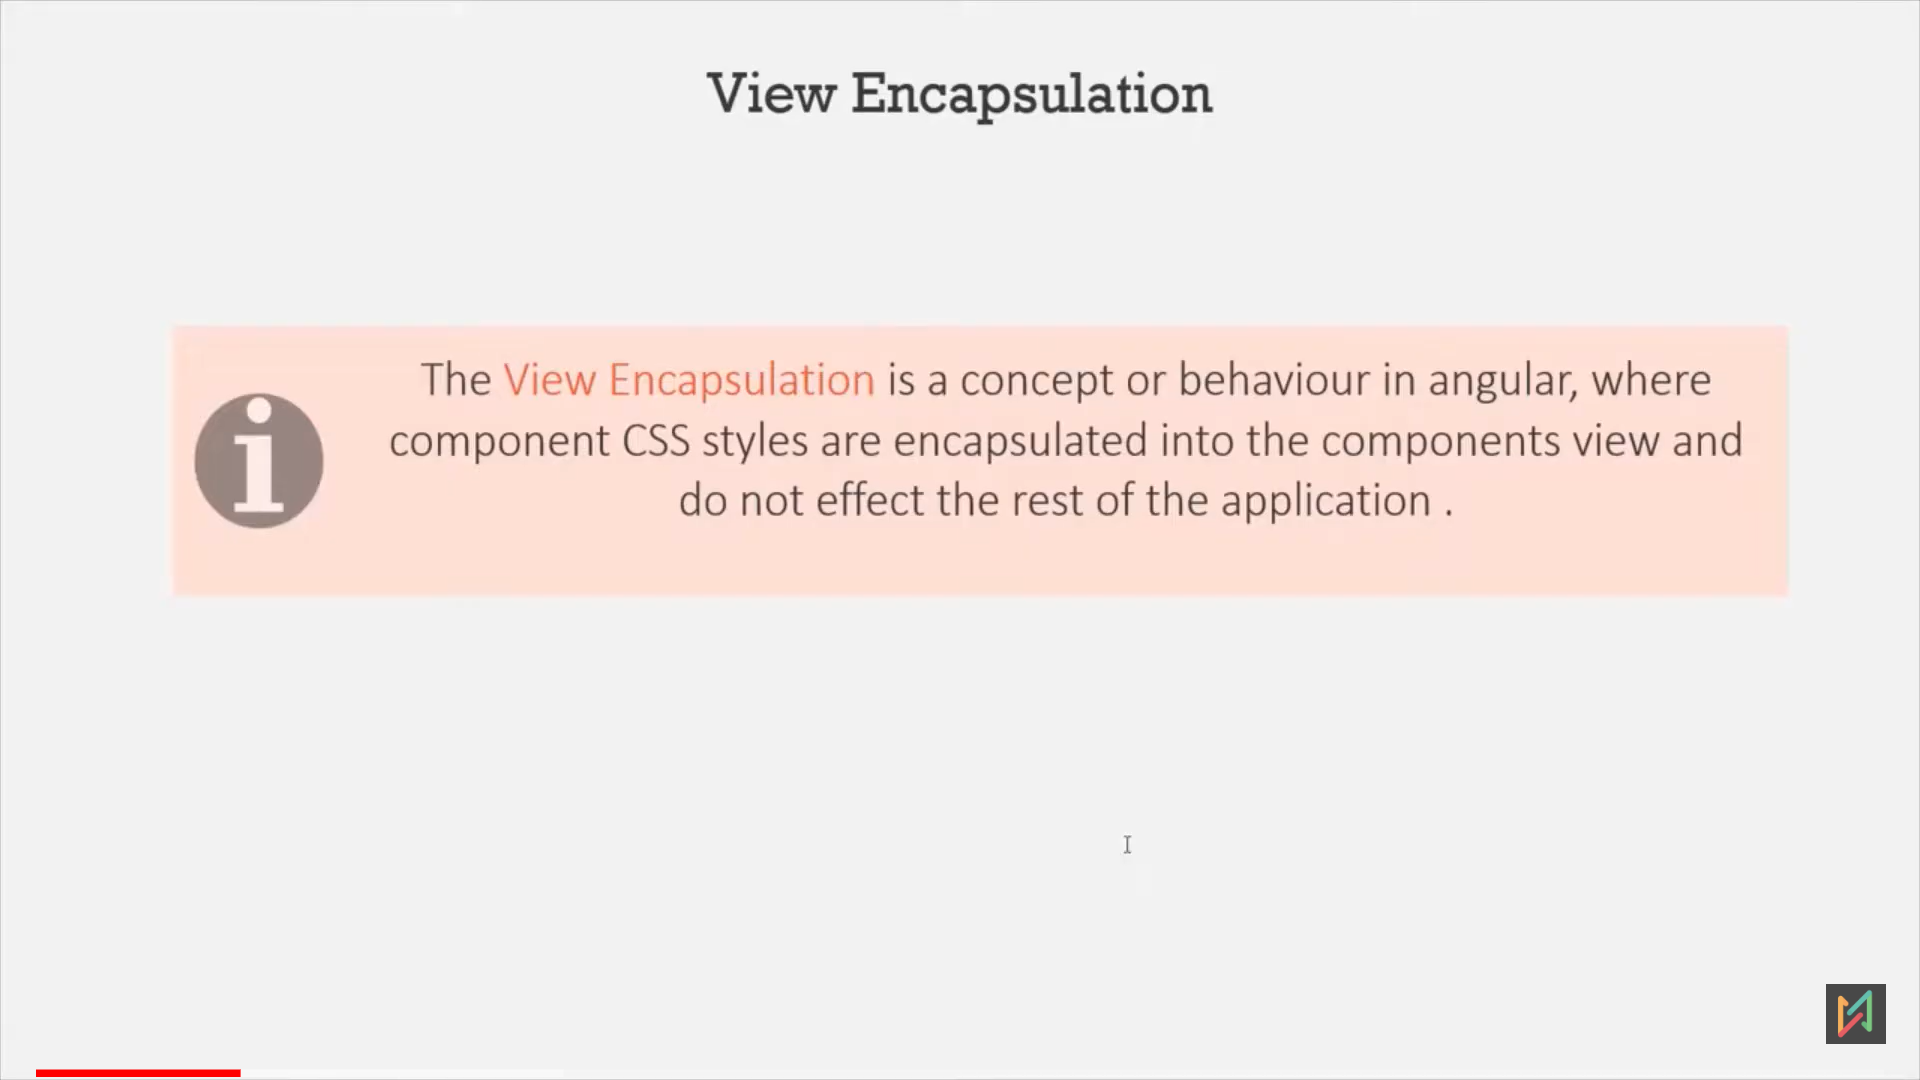 View Encapsulation
The View Encapsulation is a concept or behaviour in angular, where
component CSS styles are encapsulated into the components view and
do not effect the rest of the application .